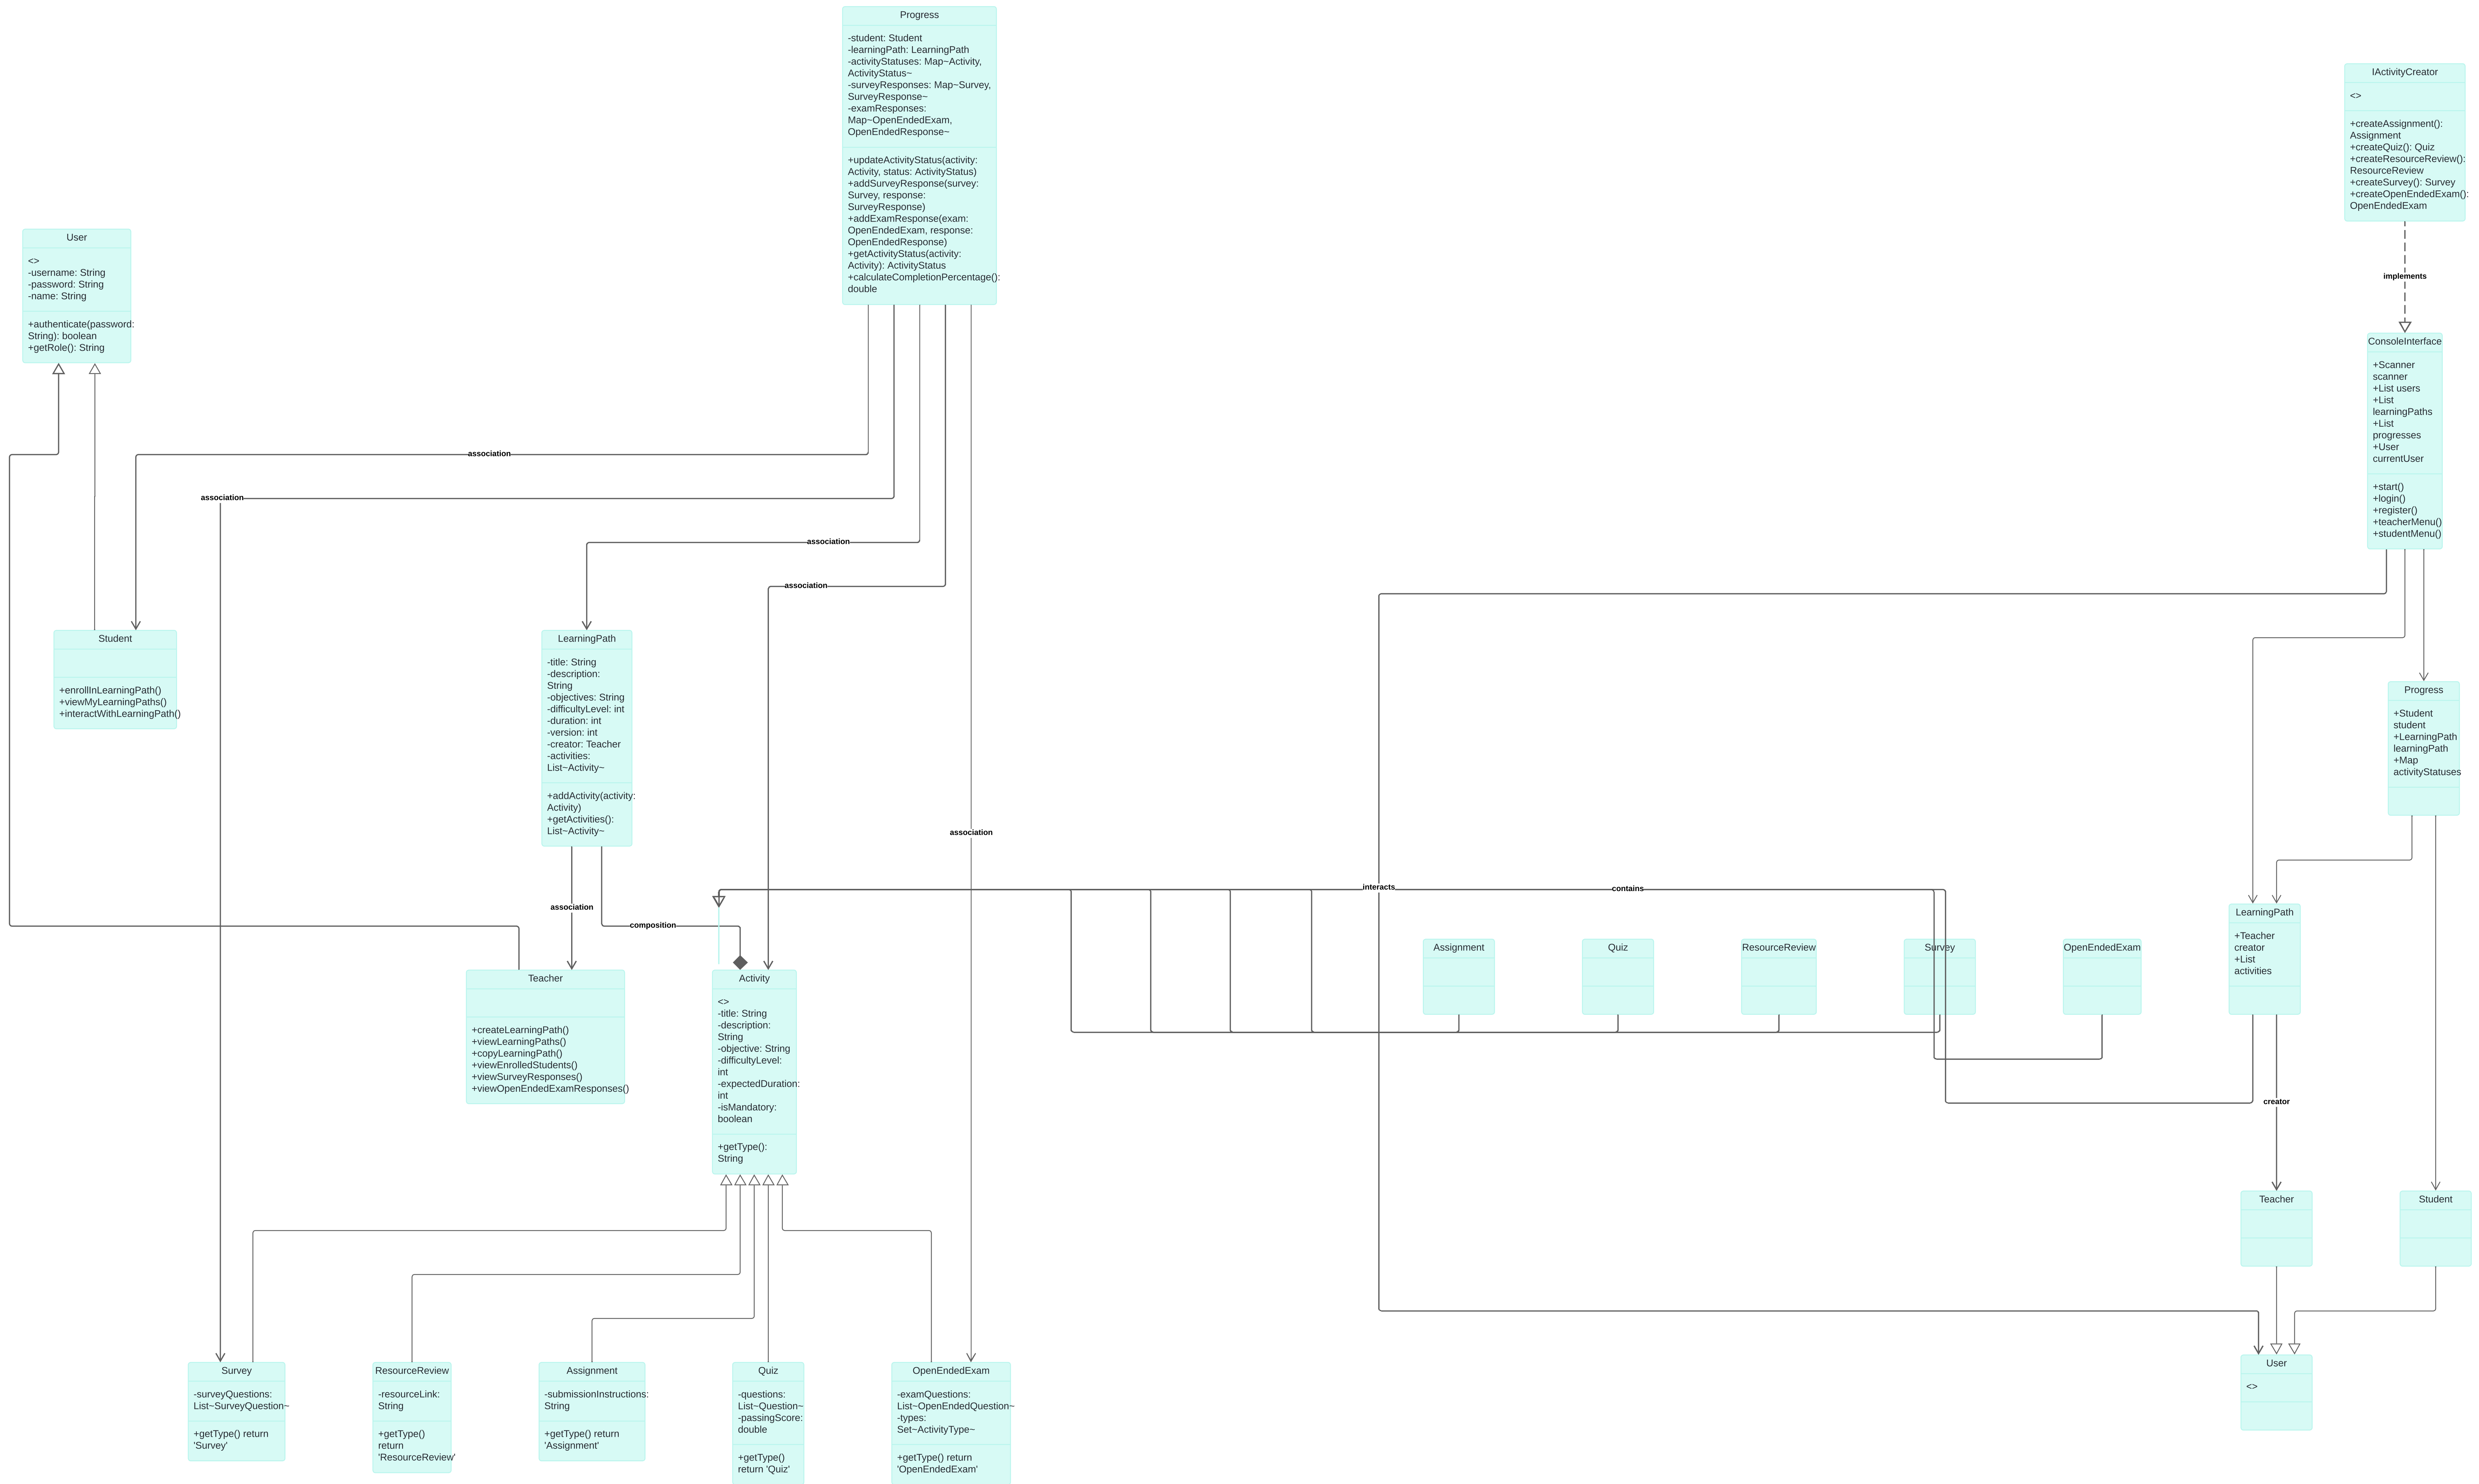 Progress
-student: Student
-learningPath: LearningPath
-activityStatuses: Map~Activity,
ActivityStatus~
-surveyResponses: Map~Survey,
SurveyResponse~
-examResponses:
Map~OpenEndedExam,
OpenEndedResponse~
+updateActivityStatus(activity:
Activity, status: ActivityStatus)
+addSurveyResponse(survey:
Survey, response:
SurveyResponse)
+addExamResponse(exam:
OpenEndedExam, response:
OpenEndedResponse)
+getActivityStatus(activity:
Activity): ActivityStatus
+calculateCompletionPercentage():
double
IActivityCreator
<>
+createAssignment():
Assignment
+createQuiz(): Quiz
+createResourceReview():
ResourceReview
+createSurvey(): Survey
+createOpenEndedExam():
OpenEndedExam
User
<>
-username: String
-password: String
-name: String
+authenticate(password:
String): boolean
+getRole(): String
implements
ConsoleInterface
+Scanner
scanner
+List users
+List
learningPaths
+List
progresses
+User
currentUser
+start()
+login()
+register()
+teacherMenu()
+studentMenu()
association
association
association
association
Student
+enrollInLearningPath()
+viewMyLearningPaths()
+interactWithLearningPath()
LearningPath
-title: String
-description:
String
-objectives: String
-difficultyLevel: int
-duration: int
-version: int
-creator: Teacher
-activities:
List~Activity~
+addActivity(activity:
Activity)
+getActivities():
List~Activity~
Progress
+Student
student
+LearningPath
learningPath
+Map
activityStatuses
association
interacts
contains
association
composition
LearningPath
+Teacher
creator
+List
activities
Assignment
Quiz
ResourceReview
Survey
OpenEndedExam
Teacher
+createLearningPath()
+viewLearningPaths()
+copyLearningPath()
+viewEnrolledStudents()
+viewSurveyResponses()
+viewOpenEndedExamResponses()
Activity
<>
-title: String
-description:
String
-objective: String
-difficultyLevel:
int
-expectedDuration:
int
-isMandatory:
boolean
+getType():
String
creator
Teacher
Student
Survey
-surveyQuestions:
List~SurveyQuestion~
+getType() return
'Survey'
ResourceReview
-resourceLink:
String
+getType()
return
'ResourceReview'
Assignment
-submissionInstructions:
String
+getType() return
'Assignment'
Quiz
-questions:
List~Question~
-passingScore:
double
+getType()
return 'Quiz'
OpenEndedExam
-examQuestions:
List~OpenEndedQuestion~
-types:
Set~ActivityType~
+getType() return
'OpenEndedExam'
User
<>